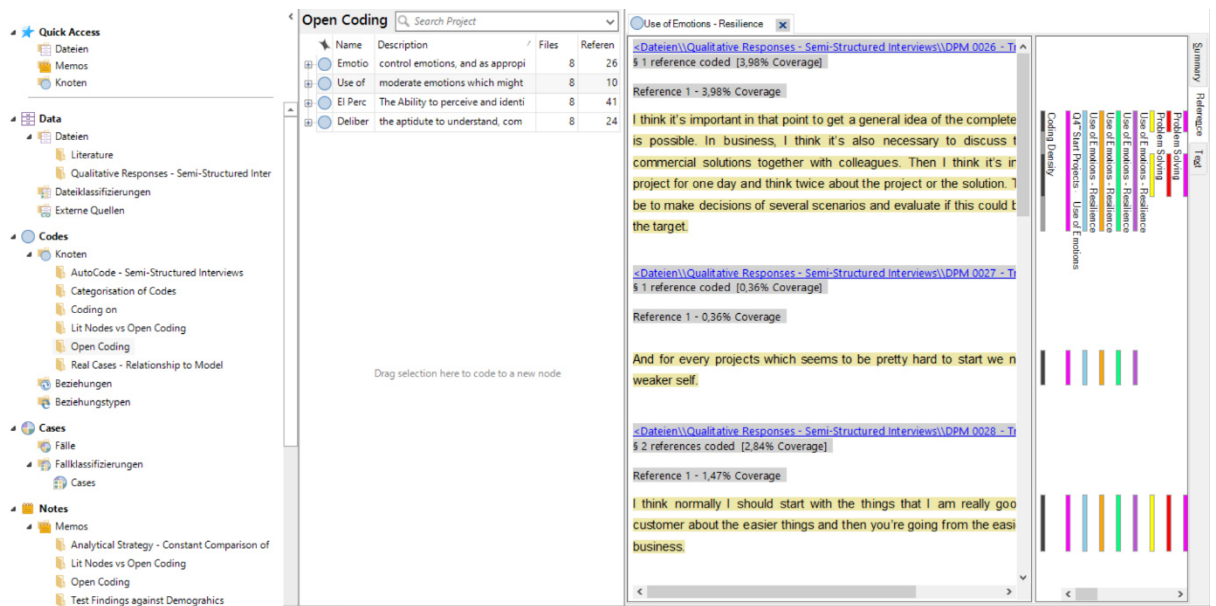 Quick Access
Dateien
Memos
Knoten
Data
Dateien
Literature
Qualitative Responses - Semi-Structured Inter
Dateiklassifizierungen
Externe Quellen
Codes
Knoten
AutoCode - Semi-Structured Interviews
Categorisation of Codes
Coding on
Lit Nodes vs Open Coding
Open Coding
Real Cases - Relationship to Model
Beziehungen
Beziehungstypen
Cases
Fälle
Fallklassifizierungen
Cases
Notes
Memos
Analytical Strategy - Constant Comparison of
Lit Nodes vs Open Coding
Open Coding
Test Findings against Demograhics
Open Coding Search Project
Name Description Files Referen
Emotio control emotions, and as appropi 8 26
Use of moderate emotions which might 8 10
EI Perc The Ability to perceive and identi 8 41
Deliber the aptidute to understand, com 8 24
Drag selection here to code to a new node
Use of Emotions - Resilience
<Dateien\\Qualitative Responses - Semi-Structured Interviews\\DPM 0026 - Tr
§ 1 reference coded [3,98% Coverage]
Reference 1 - 3,98% Coverage
I think it's important in that point to get a general idea of the complete
is possible. In business, I think it's also necessary to discuss t
commercial solutions together with colleagues. Then I think it's in
project for one day and think twice about the project or the solution. T
be to make decisions of several scenarios and evaluate if this could b
the target.
<Dateien\\Qualitative Responses - Semi-Structured Interviews\\DPM 0027 - Tr
§ 1 reference coded [0,36% Coverage]
Reference 1 - 0,36% Coverage
And for every projects which seems to be pretty hard to start we n
weaker self.
<Dateien\\Qualitative Responses - Semi-Structured Interviews\\DPM 0028 - Tr
§ 2 references coded [2,84% Coverage]
Reference 1 - 1,47% Coverage
I think normally I should start with the things that I am really goo
customer about the easier things and then you're going from the easi
business.
Coding Density
Q4~ Start Projects Use of Emotions
Use of Emotions - Resilience
Use of Emotions - Resilience
Use of Emotions - Resilience
Use of Emotions - Resilience
Problem Solving
Problem Solving
Problem Solving
Summary
Reference
Text